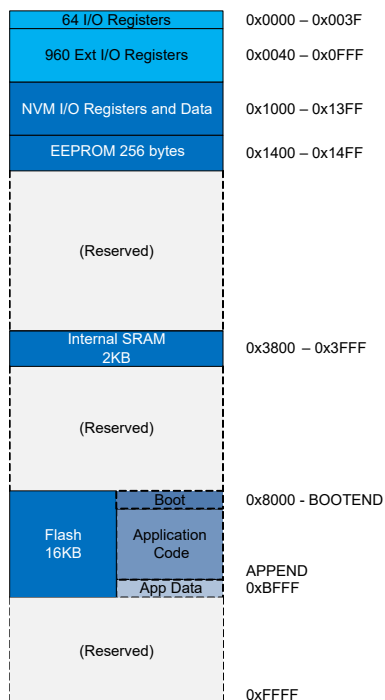 64 I/O Registers 0x0000 – 0x003F
960 Ext I/O Registers 0x0040 – 0x0FFF
NVM I/O Registers and Data 0x1000 – 0x13FF
EEPROM 256 bytes 0x1400 – 0x14FF
(Reserved)
Internal SRAM
2KB
0x3800 – 0x3FFF
(Reserved)
Boot 0x8000 - BOOTEND
Flash
16KB
Application
Code
APPEND
App Data 0xBFFF
(Reserved)
0xFFFF